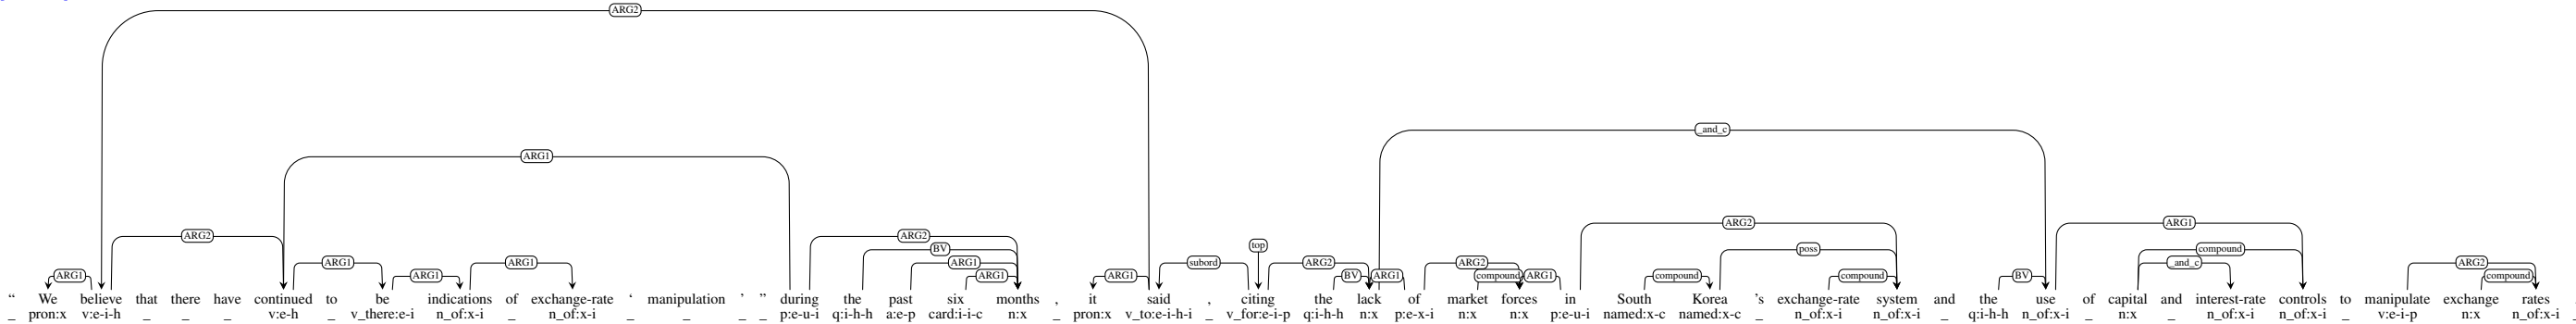 ARG2
_and_c
ARG1
ARG2 ARG1
ARG2 ARG2 top BV poss compound
ARG1 ARG1 ARG1 subord ARG2 ARG2 _and_c ARG2
ARG1 ARG1 ARG1 ARG1 BV ARG1 compound ARG1 compound compound BV compound
“ We believe that there have continued to be indications of exchange-rate ‘ manipulation ’ ” during the past six months , it said , citing the lack of market forces in South Korea ’s exchange-rate system and the use of capital and interest-rate controls to manipulate exchange rates
_ pron:x v:e-i-h _ _ _ v:e-h _ v_there:e-i n_of:x-i _ n_of:x-i _ _ _ _ p:e-u-i q:i-h-h a:e-p card:i-i-c n:x _ pron:x v_to:e-i-h-i _ v_for:e-i-p q:i-h-h n:x p:e-x-i n:x n:x p:e-u-i named:x-c named:x-c _ n_of:x-i n_of:x-i _ q:i-h-h n_of:x-i _ n:x _ n_of:x-i n_of:x-i _ v:e-i-p n:x n_of:x-i